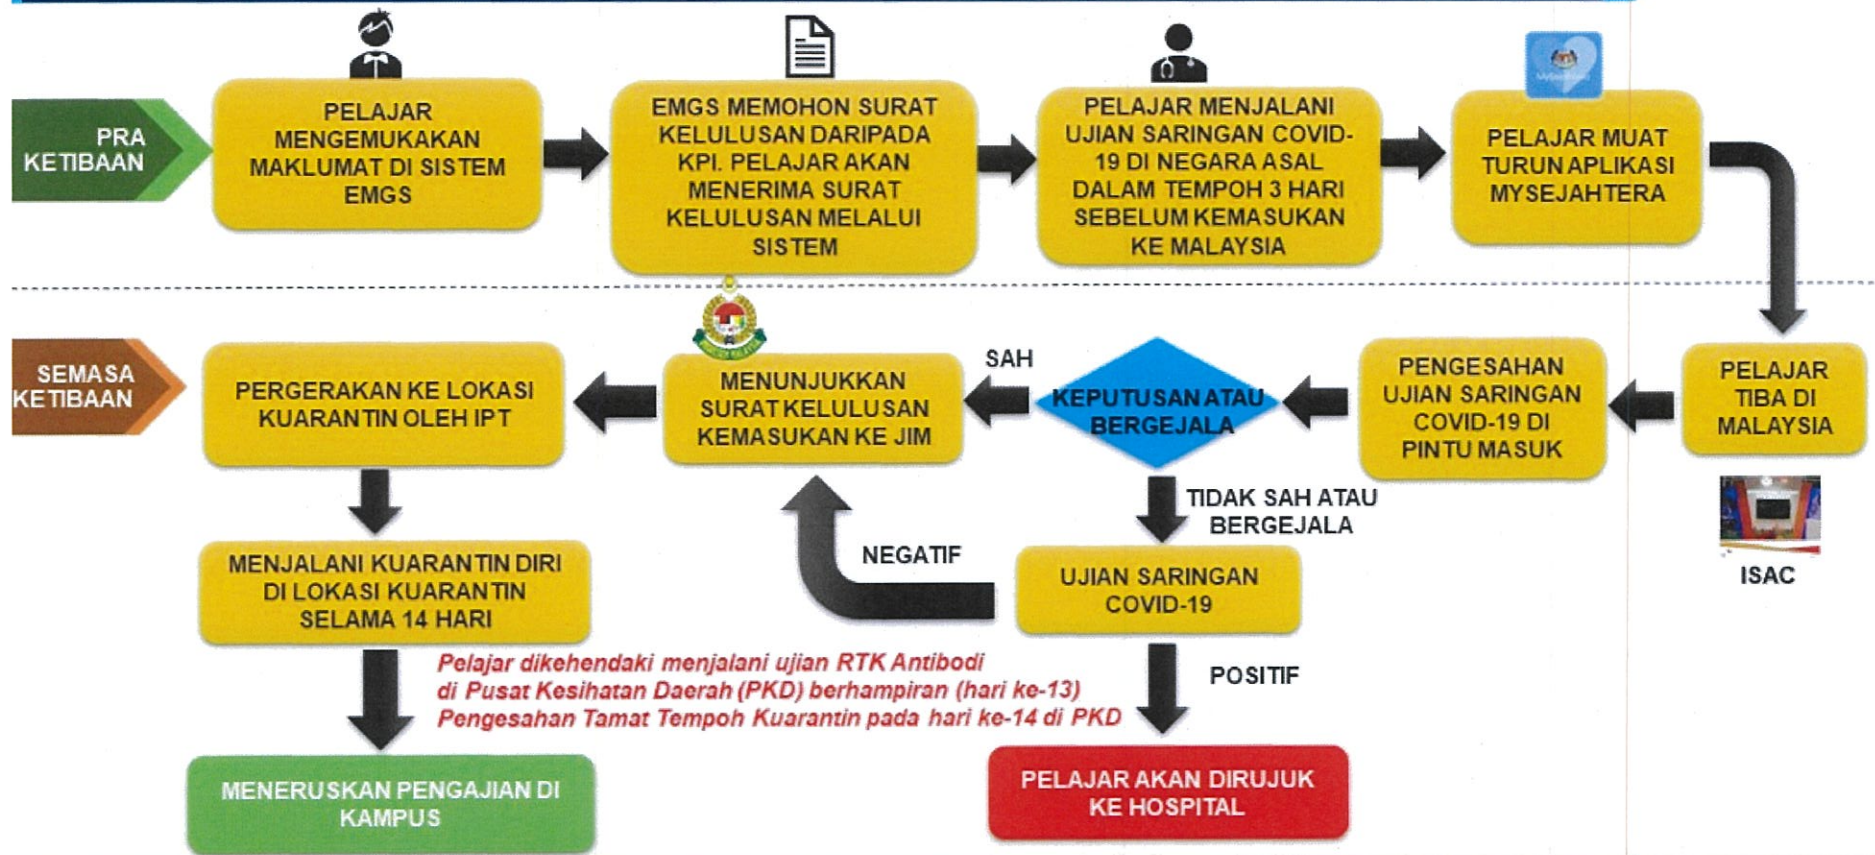 PRA
KETIBAAN
PELAJAR
MENGEMUKAKAN
MAKLUMAT DI SISTEM
EMGS
EMGS MEMOHON SURAT
KELULUSAN DARIPADA
KPI. PELAJAR AKAN
MENERIMA SURAT
KELULUSAN MELALUI
SISTEM
PELAJAR MENJALANI
UJIAN SARINGAN COVID-
19 DI NEGARA ASAL
DALAM TEMPOH 3 HARI
SEBELUM KEMASUKAN
KE MALAYSIA
PELAJAR MUAT
TURUN APLIKASI
MYSEJAHTERA
SEMASA
KETIBAAN
PELAJAR
TIBA DI
MALAYSIA
ISAC
PENGESAHAN
UJIAN SARINGAN
COVID-19 DI
PINTU MASUK
KEPUTUSAN ATAU
BERGEJALA
SAH
TIDAK SAH ATAU
BERGEJALA
MENUNJUKKAN
SURAT KELULUSAN
KEMASUKAN KE JIM
PERGERAKAN KE LOKASI
KUARANTIN OLEH IPT
UJIAN SARINGAN
COVID-19
NEGATIF
POSITIF
MENJALANI KUARANTIN DIRI
DI LOKASI KUARANTIN
SELAMA 14 HARI
Pelajar dikehendaki menjalani ujian RTK Antibodi
di Pusat Kesihatan Daerah (PKD) berhampiran (hari ke-13)
Pengesahan Tamat Tempoh Kuarantin pada hari ke-14 di PKD
MENERUSKAN PENGAJIAN DI
KAMPUS
PELAJAR AKAN DIRUJUK
KE HOSPITAL